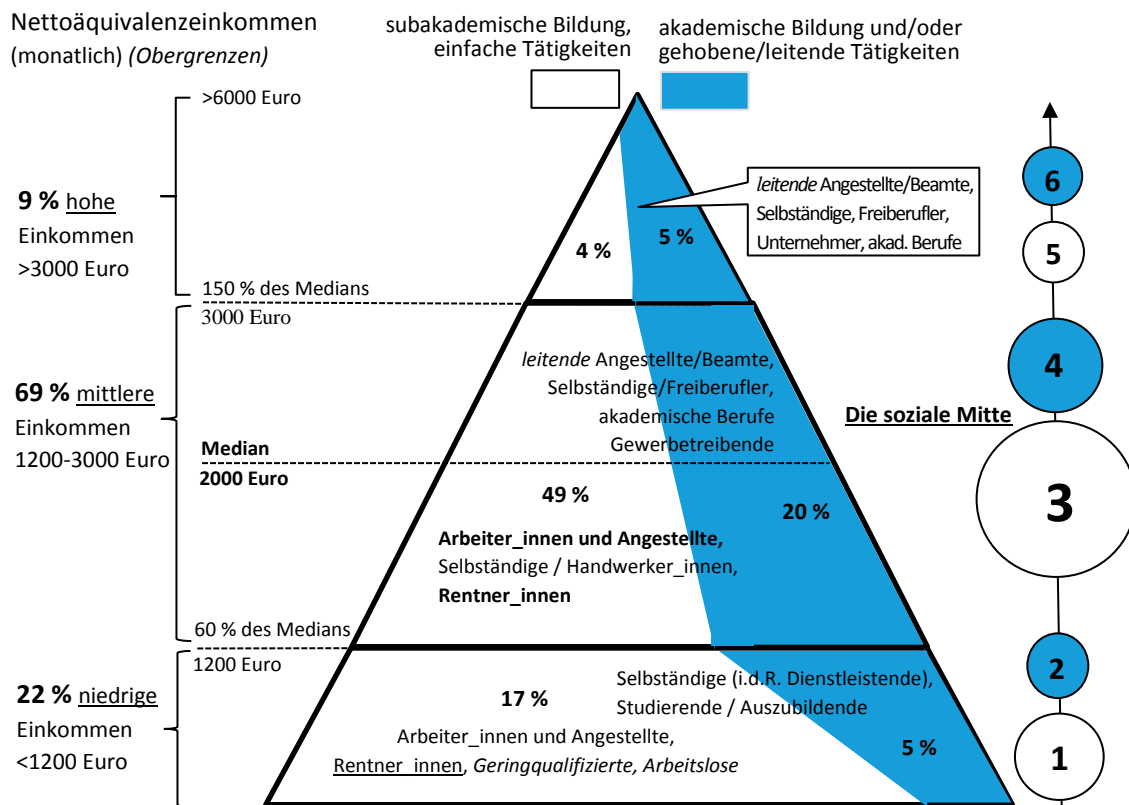 Nettoäquivalenzeinkommen
(monatlich) (Obergrenzen)
subakademische Bildung,
einfache Tätigkeiten
akademische Bildung und/oder
gehobene/leitende Tätigkeiten
>6000 Euro
9 % hohe
Einkommen
>3000 Euro
150 % des Medians
3000 Euro
69 % mittlere
Einkommen
1200-3000 Euro
Median
2000 Euro
60 % des Medians
1200 Euro
22 % niedrige
Einkommen
<1200 Euro
4 %
5 %
leitende Angestellte/Beamte,
Selbständige, Freiberufler,
Unternehmer, akad. Berufe
leitende Angestellte/Beamte,
Selbständige/Freiberufler,
akademische Berufe
Gewerbetreibende
49 %
20 %
Arbeiter_innen und Angestellte,
Selbständige / Handwerker_innen,
Rentner_innen
Selbständige (i.d.R. Dienstleistende),
Studierende / Auszubildende
17 %
5 %
Arbeiter_innen und Angestellte,
Rentner_innen, Geringqualifizierte, Arbeitslose
Die soziale Mitte
6
5
4
3
2
1